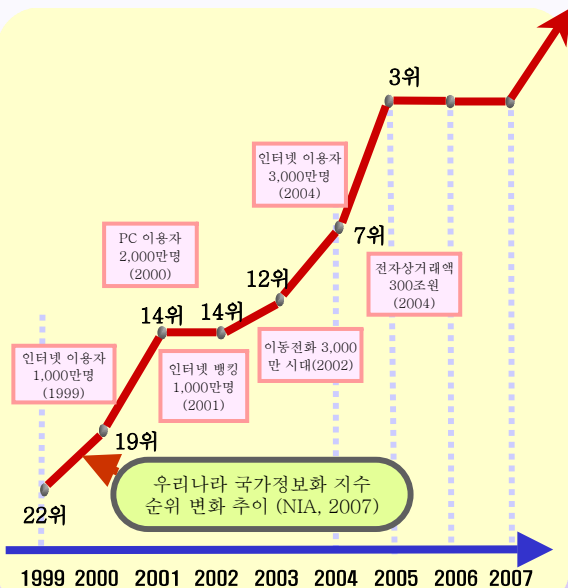 3위
인터넷 이용자
3,000만명
(2004)
7위
PC 이용자
2,000만명
(2000)
전자상거래액
300조원
(2004)
12위
14위
14위
이동전화 3,000
만 시대(2002)
인터넷 이용자
1,000만명
(1999)
인터넷 뱅킹
1,000만명
(2001)
19위
우리나라 국가정보화 지수
순위 변화 추이 (NIA, 2007)
22위
1999 2000 2001 2002 2003 2004 2005 2006 2007